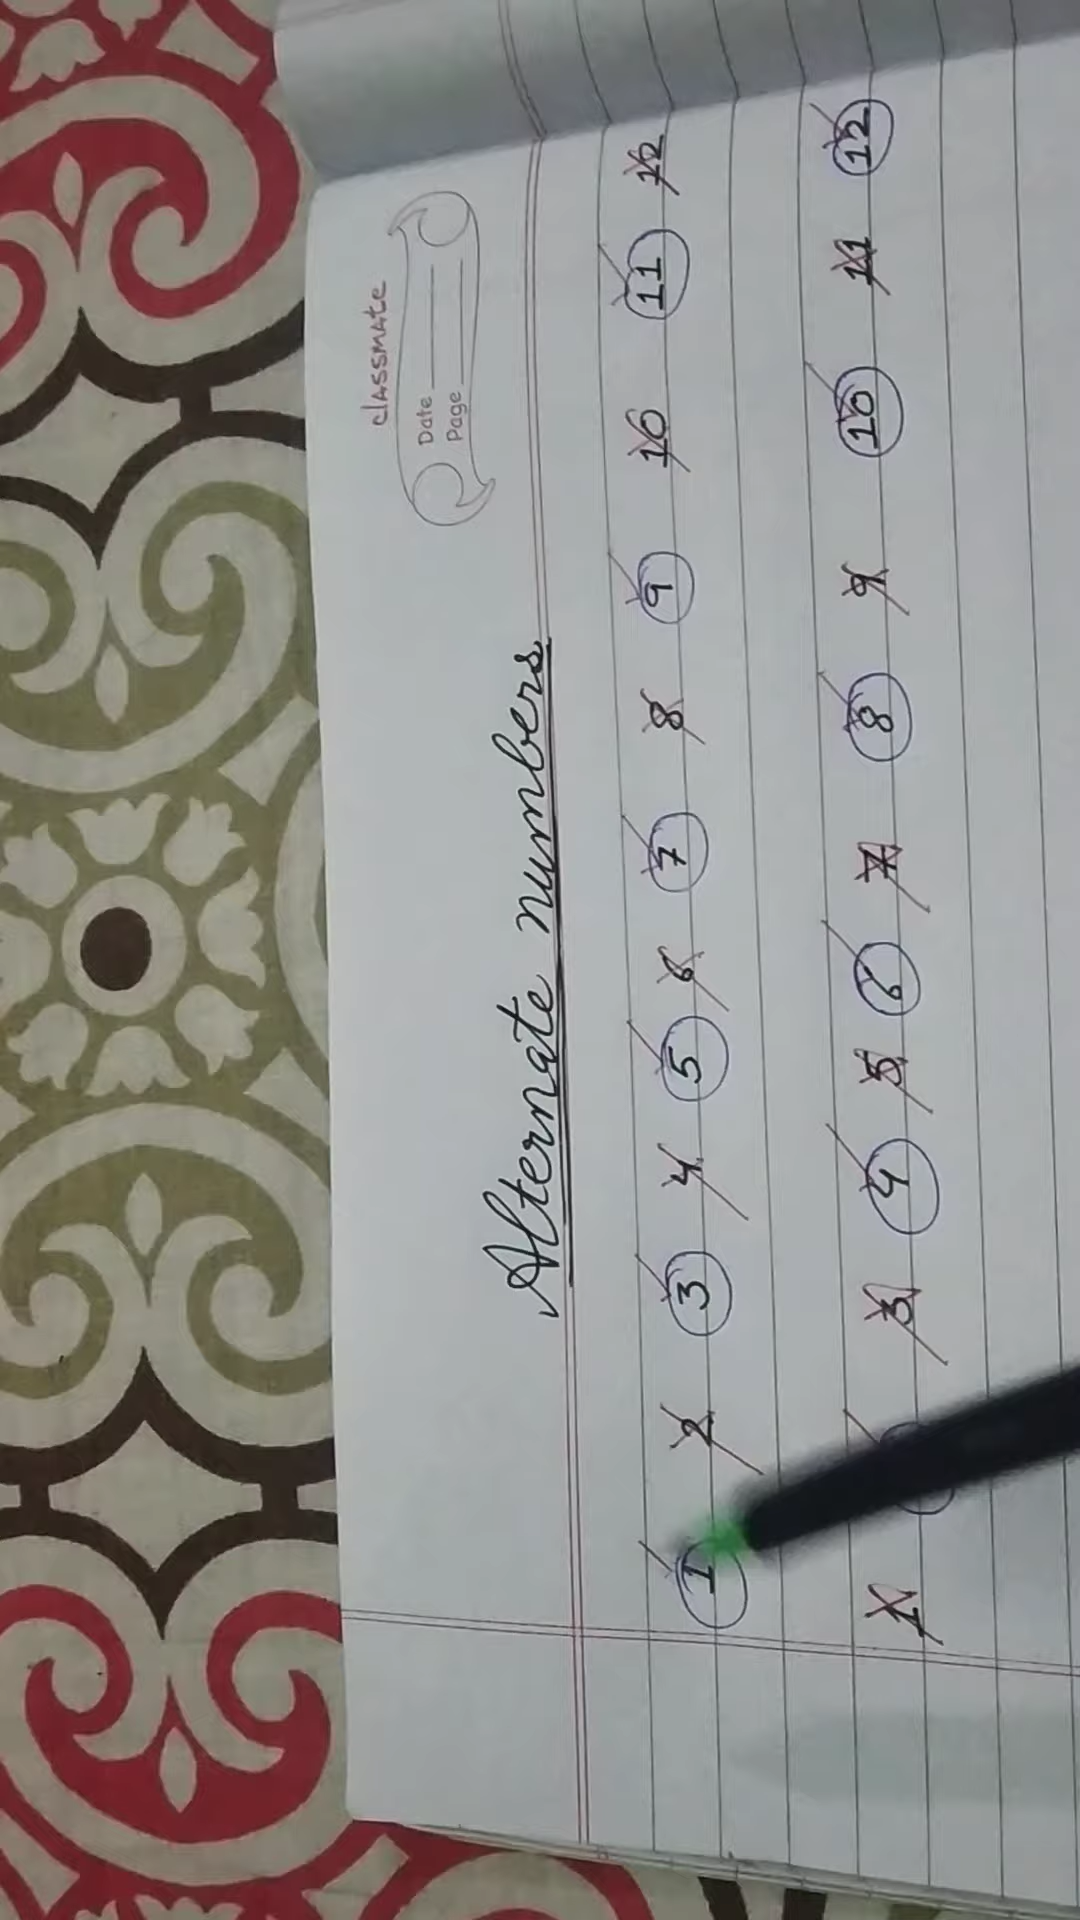 classmate
Date
Page
Alternate numbers
1 2 3 4 5 6 7 8 9 10 11 12
1 3 4 5 6 7 8 9 10 11 12